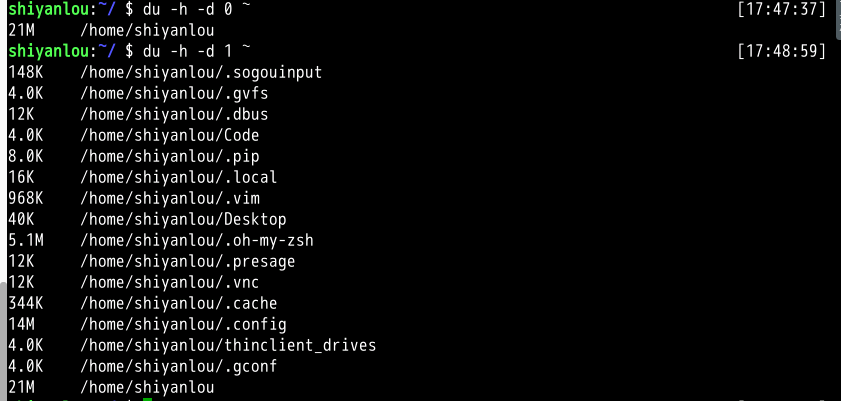 shiyanlou:~/ $ du -h -d 0 ~ [17:47:37]
21M /home/shiyanlou
shiyanlou:~/ $ du -h -d 1 ~ [17:48:59]
148K /home/shiyanlou/.sogouinput
4.0K /home/shiyanlou/.gvfs
12K /home/shiyanlou/.dbus
4.0K /home/shiyanlou/Code
8.0K /home/shiyanlou/.pip
16K /home/shiyanlou/.local
968K /home/shiyanlou/.vim
40K /home/shiyanlou/Desktop
5.1M /home/shiyanlou/.oh-my-zsh
12K /home/shiyanlou/.presage
12K /home/shiyanlou/.vnc
344K /home/shiyanlou/.cache
14M /home/shiyanlou/.config
4.0K /home/shiyanlou/thinclient_drives
4.0K /home/shiyanlou/.gconf
21M /home/shiyanlou